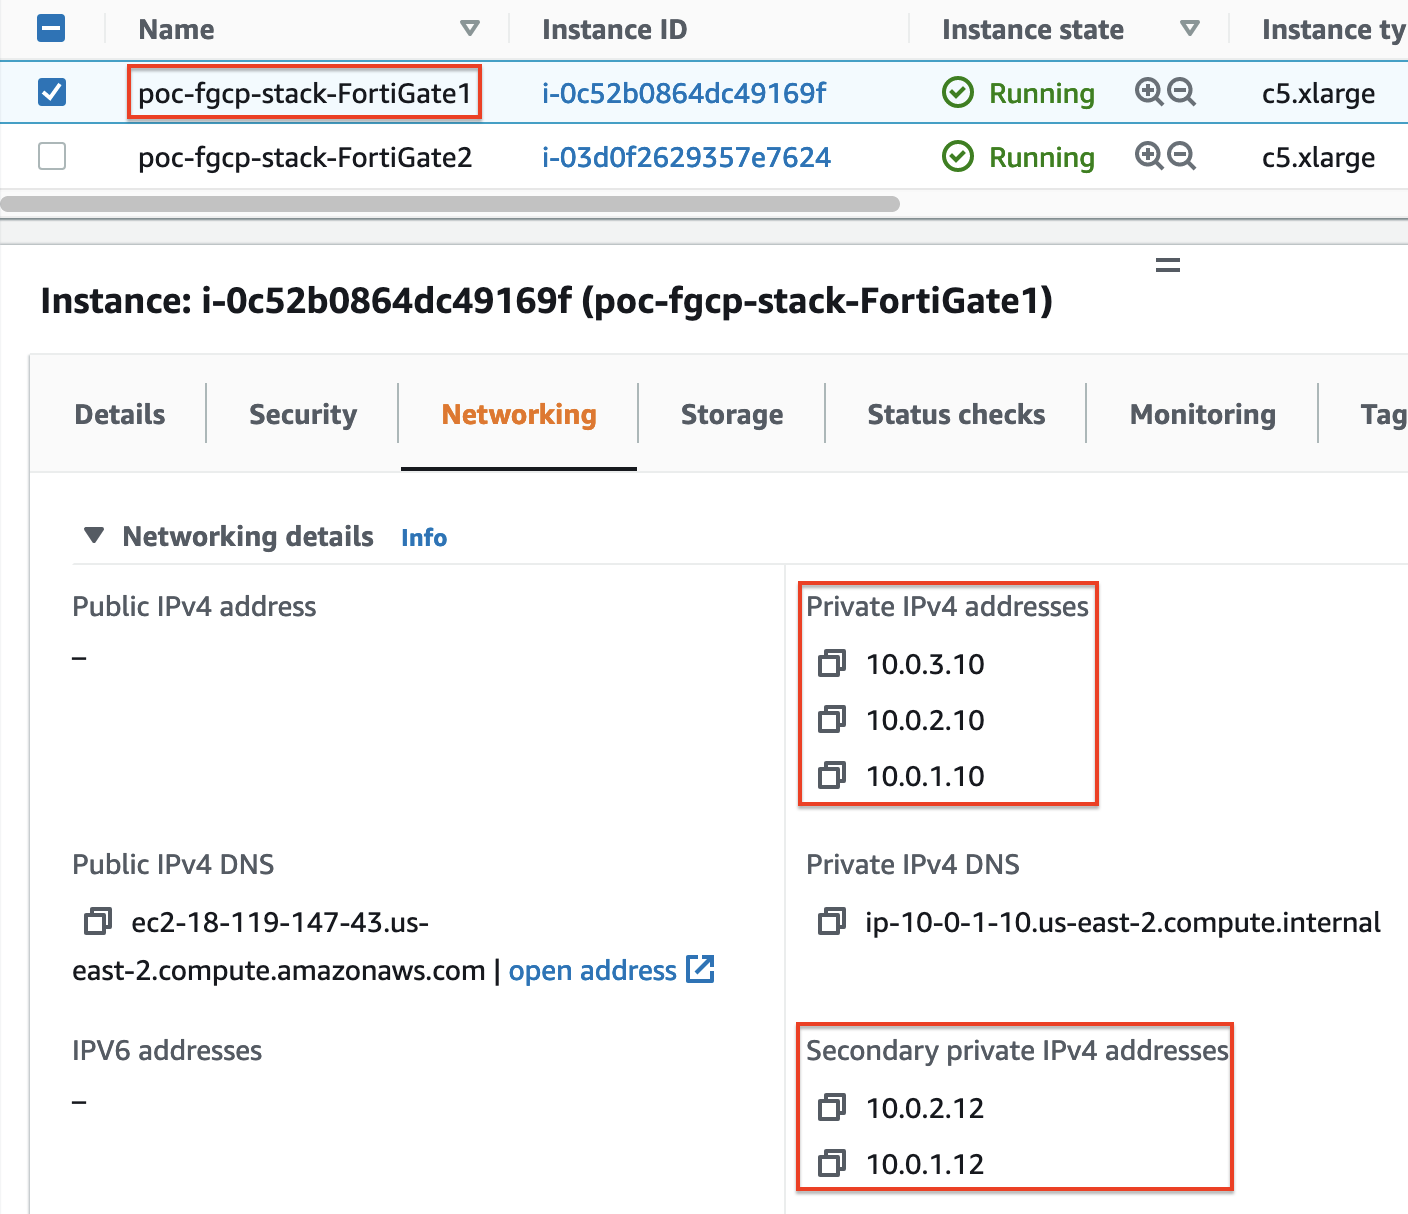 Name Instance ID Instance state Instance ty
poc-fgcp-stack-FortiGate1 i-0c52b0864dc49169f Running c5.xlarge
poc-fgcp-stack-FortiGate2 i-03d0f2629357e7624 Running c5.xlarge
Instance: i-0c52b0864dc49169f (poc-fgcp-stack-FortiGate1)
Details Security Networking Storage Status checks Monitoring Tag
Networking details Info
Public IPv4 address
–
Private IPv4 addresses
10.0.3.10
10.0.2.10
10.0.1.10
Public IPv4 DNS
ec2-18-119-147-43.us-
east-2.compute.amazonaws.com | open address
Private IPv4 DNS
ip-10-0-1-10.us-east-2.compute.internal
IPV6 addresses
–
Secondary private IPv4 addresses
10.0.2.12
10.0.1.12